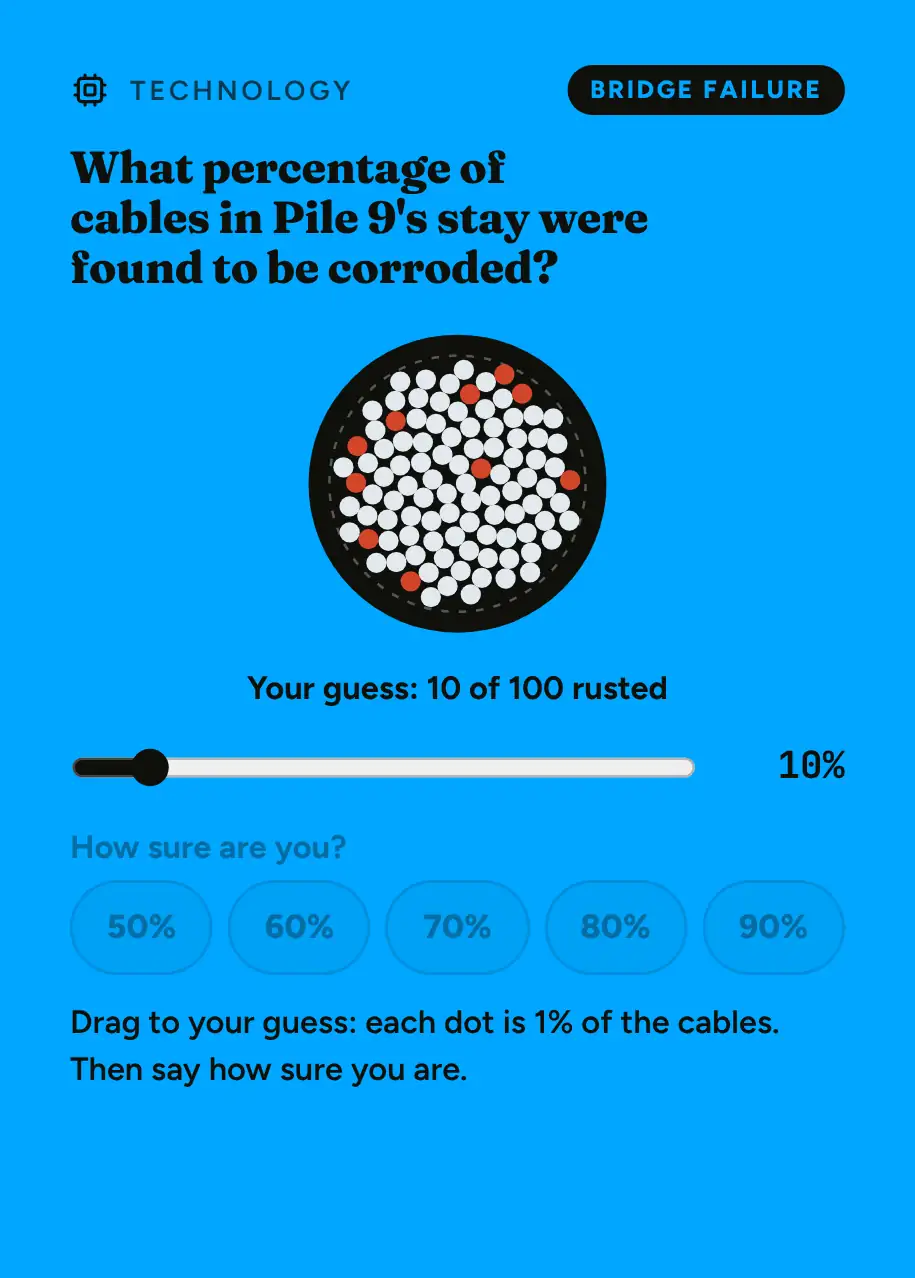 TECHNOLOGY
BRIDGE FAILURE
What percentage of
cables in Pile 9's stay were
found to be corroded?
Your guess: 10 of 100 rusted
10%
How sure are you?
50%
60%
70%
80%
90%
Drag to your guess: each dot is 1% of the cables.
Then say how sure you are.